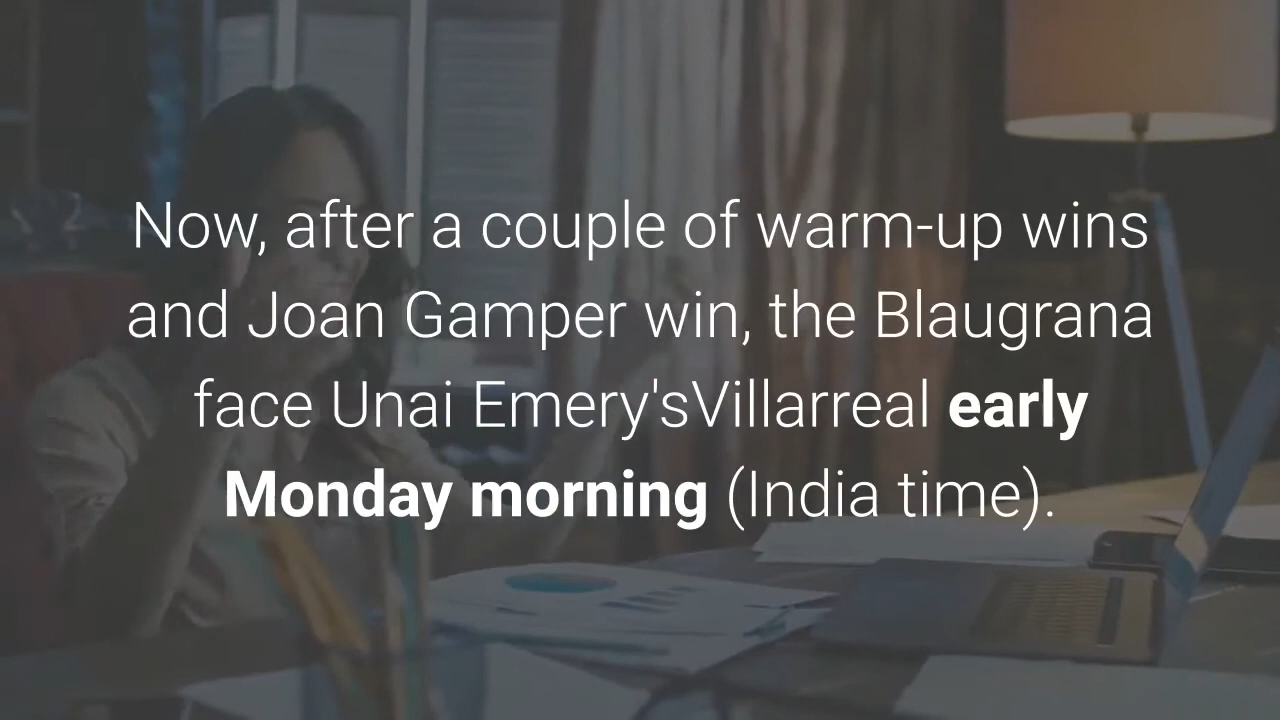 Now, after a couple of warm-up wins
and Joan Gamper win, the Blaugrana
face Unai Emery'sVillarreal early
Monday morning (India time).